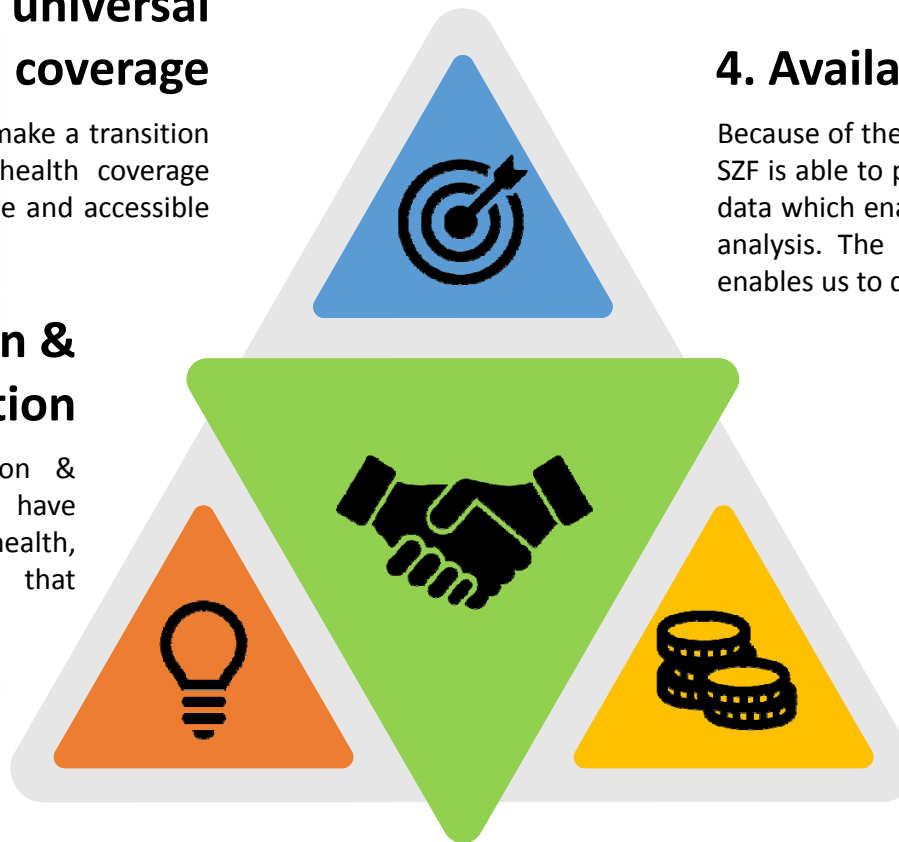 universal
coverage
make a transition
health coverage
e and accessible
n &
tion
on &
have
health,
that
4. Availa
Because of the
SZF is able to p
data which ena
analysis. The
enables us to d